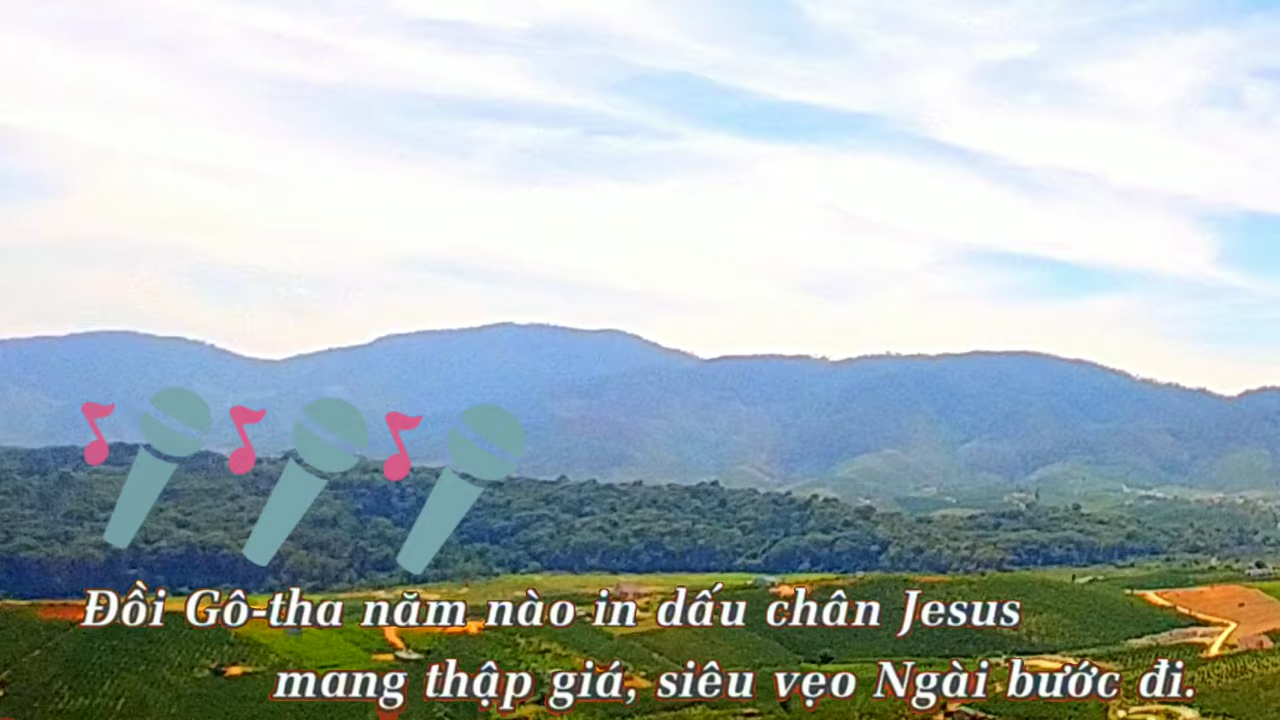 Đồi Gô-tha năm nào in dấu chân Jesus
mang thập giá, siêu vẹo Ngài bước đi.